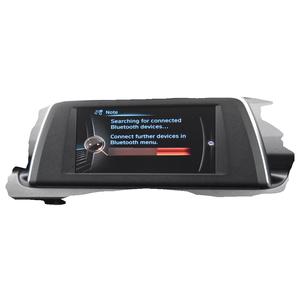 Note
Searching for connected
Bluetooth devices...
Connect further devices in
Bluetooth menu.